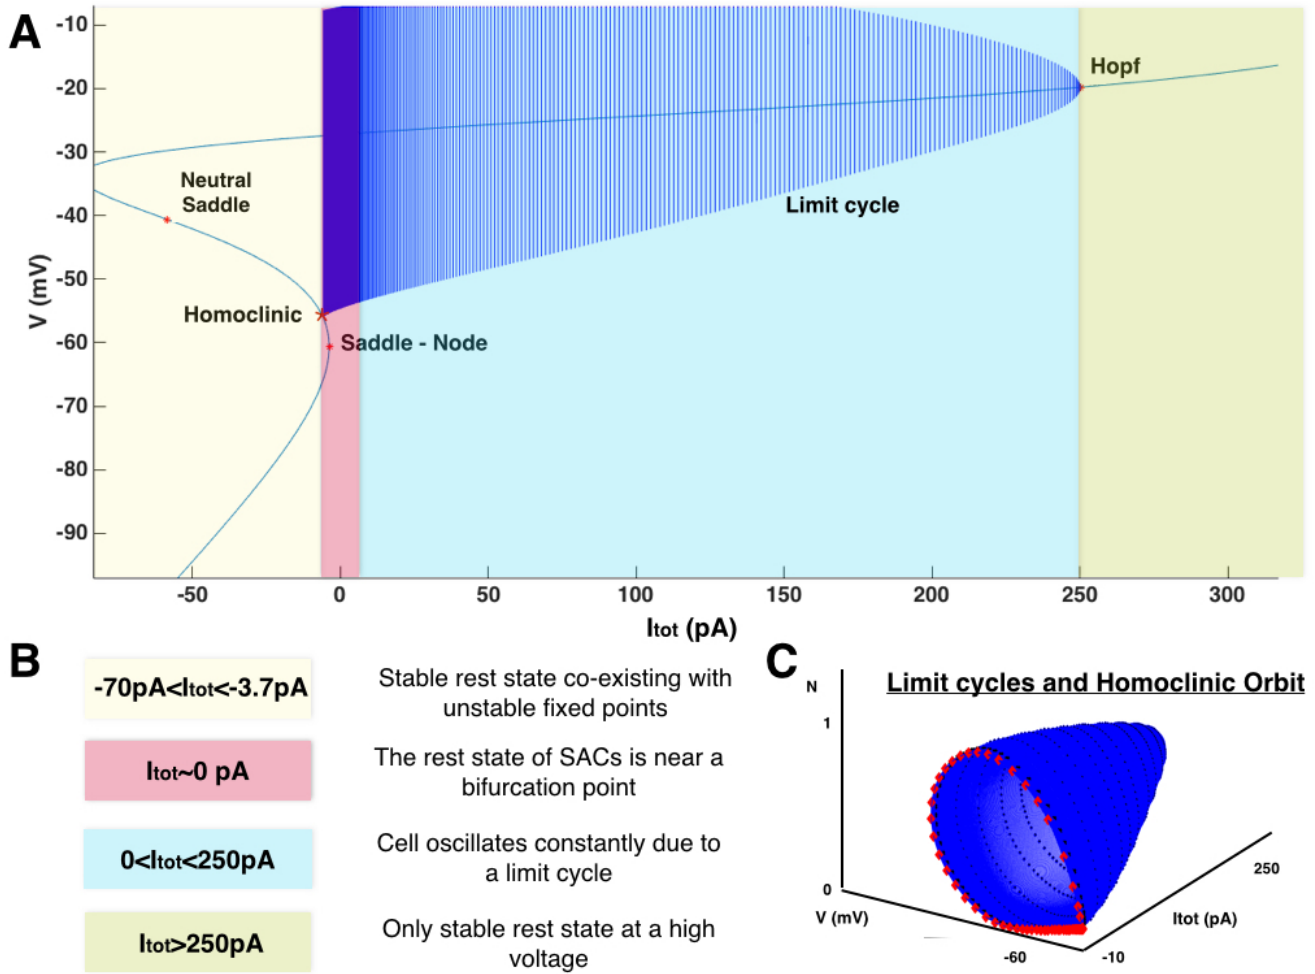 A
-10
-20
-30
-40
-50
-60
-70
-80
-90
V (mV)
Hopf
Neutral
Saddle
Limit cycle
Homoclinic
Saddle - Node
-50
0
50
100
150
200
250
300
Itot (pA)
B
-70pA<Itot<-3.7pA
Stable rest state co-existing with
unstable fixed points
Itot~0 pA
The rest state of SACs is near a
bifurcation point
0<Itot<250pA
Cell oscillates constantly due to
a limit cycle
Itot>250pA
Only stable rest state at a high
voltage
C
N
Limit cycles and Homoclinic Orbit
1
0
V (mV)
-60
-10
Itot (pA)
250